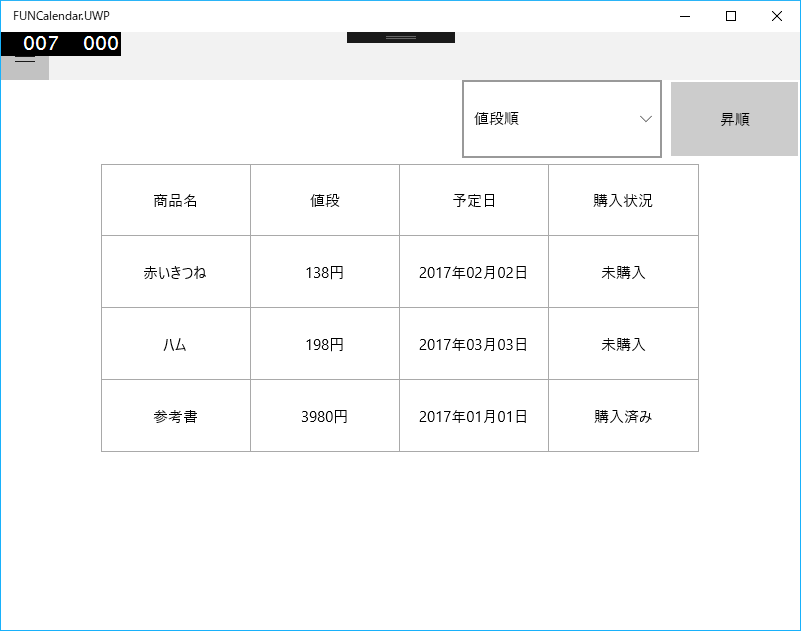 FUNCalendar.UWP
007 000
値段順 昇順
商品名 値段 予定日 購入状況
赤いきつね 138円 2017年02月02日 未購入
ハム 198円 2017年03月03日 未購入
参考書 3980円 2017年01月01日 購入済み